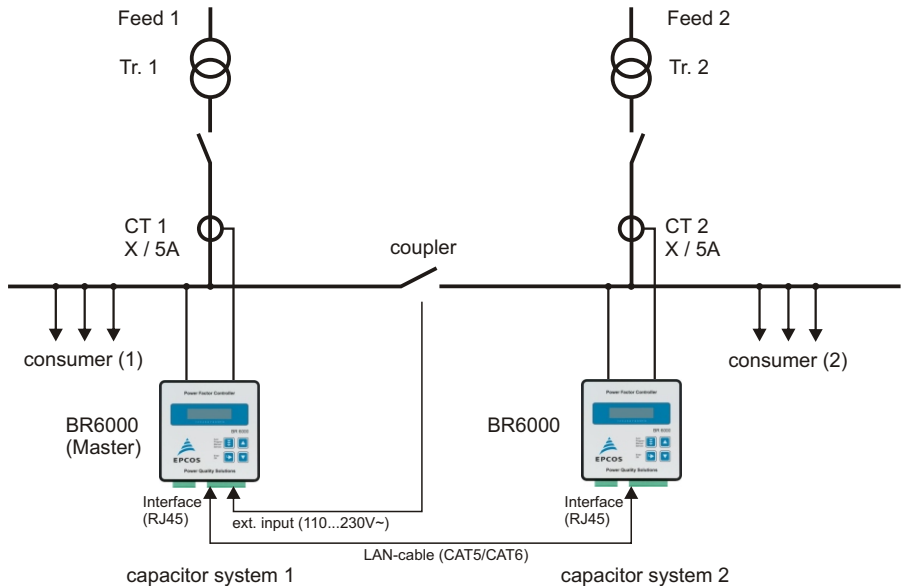 Feed 1
Feed 2
Tr. 1
Tr. 2
CT 1
X / 5A
coupler
CT 2
X / 5A
consumer (1)
consumer (2)
Power Factor Controller
BR 6000
EPCOS
Power Quality Solutions
BR6000
(Master)
Power Factor Controller
BR 6000
EPCOS
Power Quality Solutions
BR6000
Interface
(RJ45)
ext. input (110...230V~)
Interface
(RJ45)
LAN-cable (CAT5/CAT6)
capacitor system 1
capacitor system 2